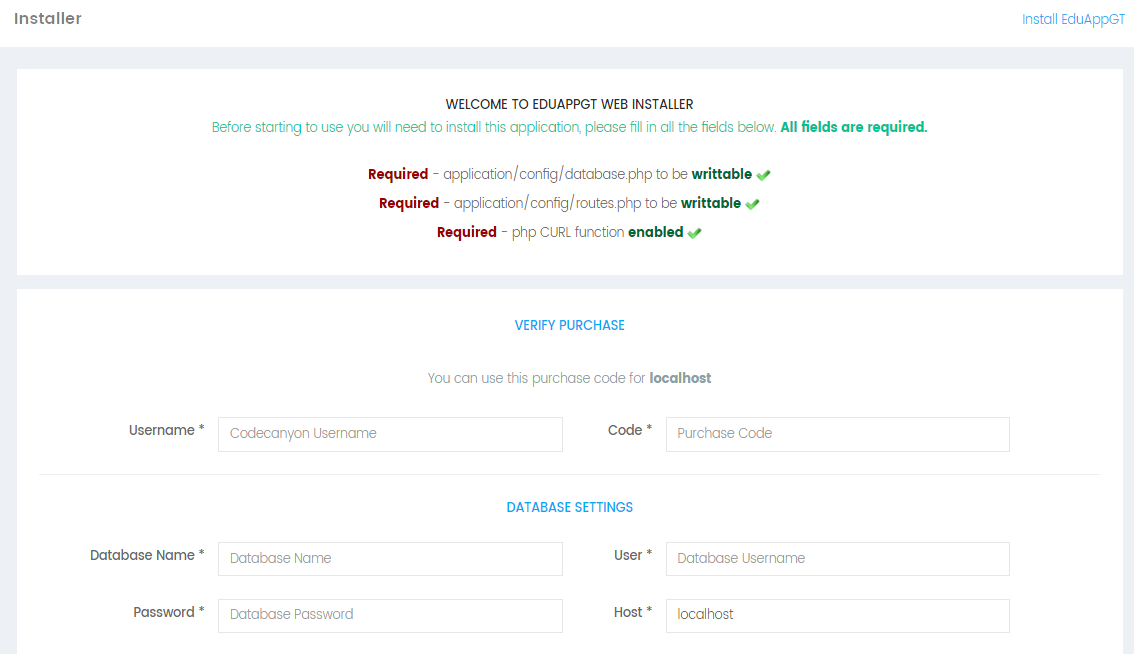 Installer
Install EduAppGT
WELCOME TO EDUAPPGT WEB INSTALLER
Before starting to use you will need to install this application, please fill in all the fields below. All fields are required.
Required - application/config/database.php to be writtable
Required - application/config/routes.php to be writtable
Required - php CURL function enabled
VERIFY PURCHASE
You can use this purchase code for localhost
Username * Codecanyon Username Code * Purchase Code
DATABASE SETTINGS
Database Name * Database Name User * Database Username
Password * Database Password Host * localhost